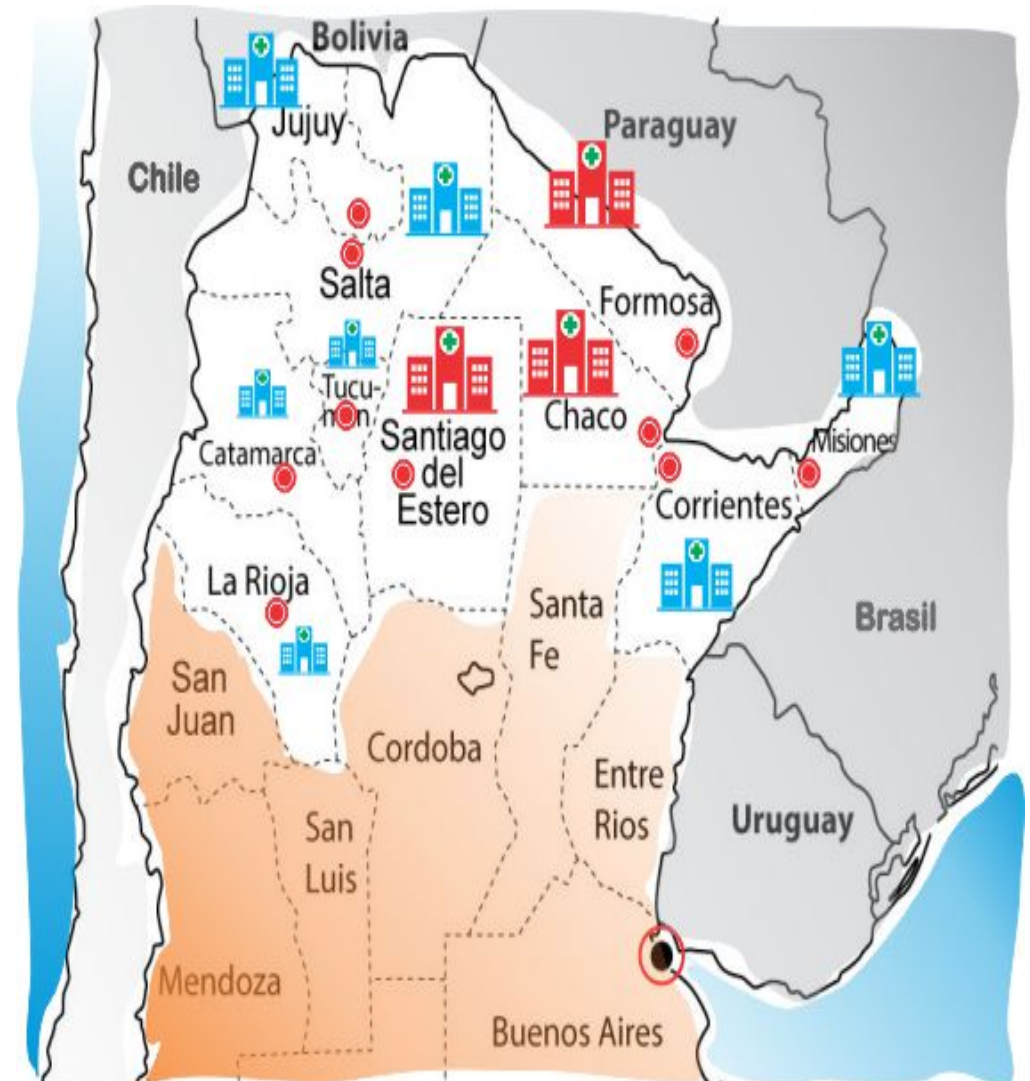 Bolivia
Jujuy
Paraguay
Chile
Salta
Formosa
Tucu-
mán
Chaco
Santiago
del
Estero
Catamarca
Misiones
Corrientes
La Rioja
Santa
Fe
Brasil
San
Juan
Cordoba
Entre
Rios
Uruguay
San
Luis
Mendoza
Buenos Aires